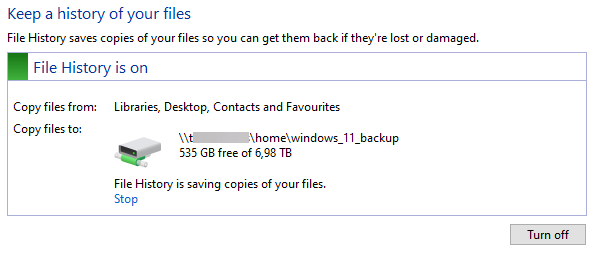 Keep a history of your files
File History saves copies of your files so you can get them back if they're lost or damaged.
File History is on
Copy files from: Libraries, Desktop, Contacts and Favourites
Copy files to:
\\t\home\windows_11_backup
535 GB free of 6,98 TB
File History is saving copies of your files.
Stop
Turn off